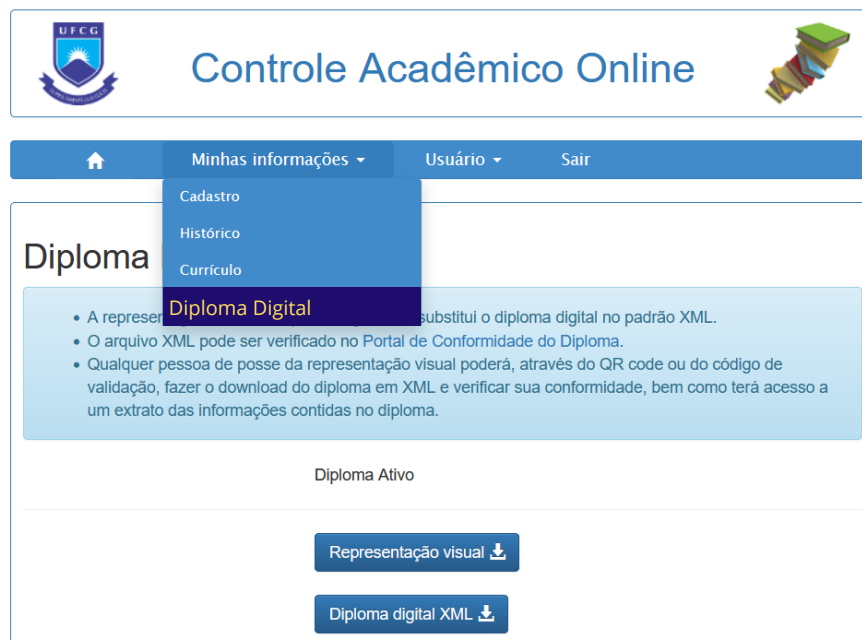 UFCG
Controle Acadêmico Online
Minhas informações
Usuário
Sair
Cadastro
Histórico
Currículo
Diploma Digital
Diploma
A repre
substitui o diploma digital no padrão XML.
O arquivo XML pode ser verificado no Portal de Conformidade do Diploma.
Qualquer pessoa de posse da representação visual poderá, através do QR code ou do código de
validação, fazer o download do diploma em XML e verificar sua conformidade, bem como terá acesso a
um extrato das informações contidas no diploma.
Diploma Ativo
Representação visual
Diploma digital XML